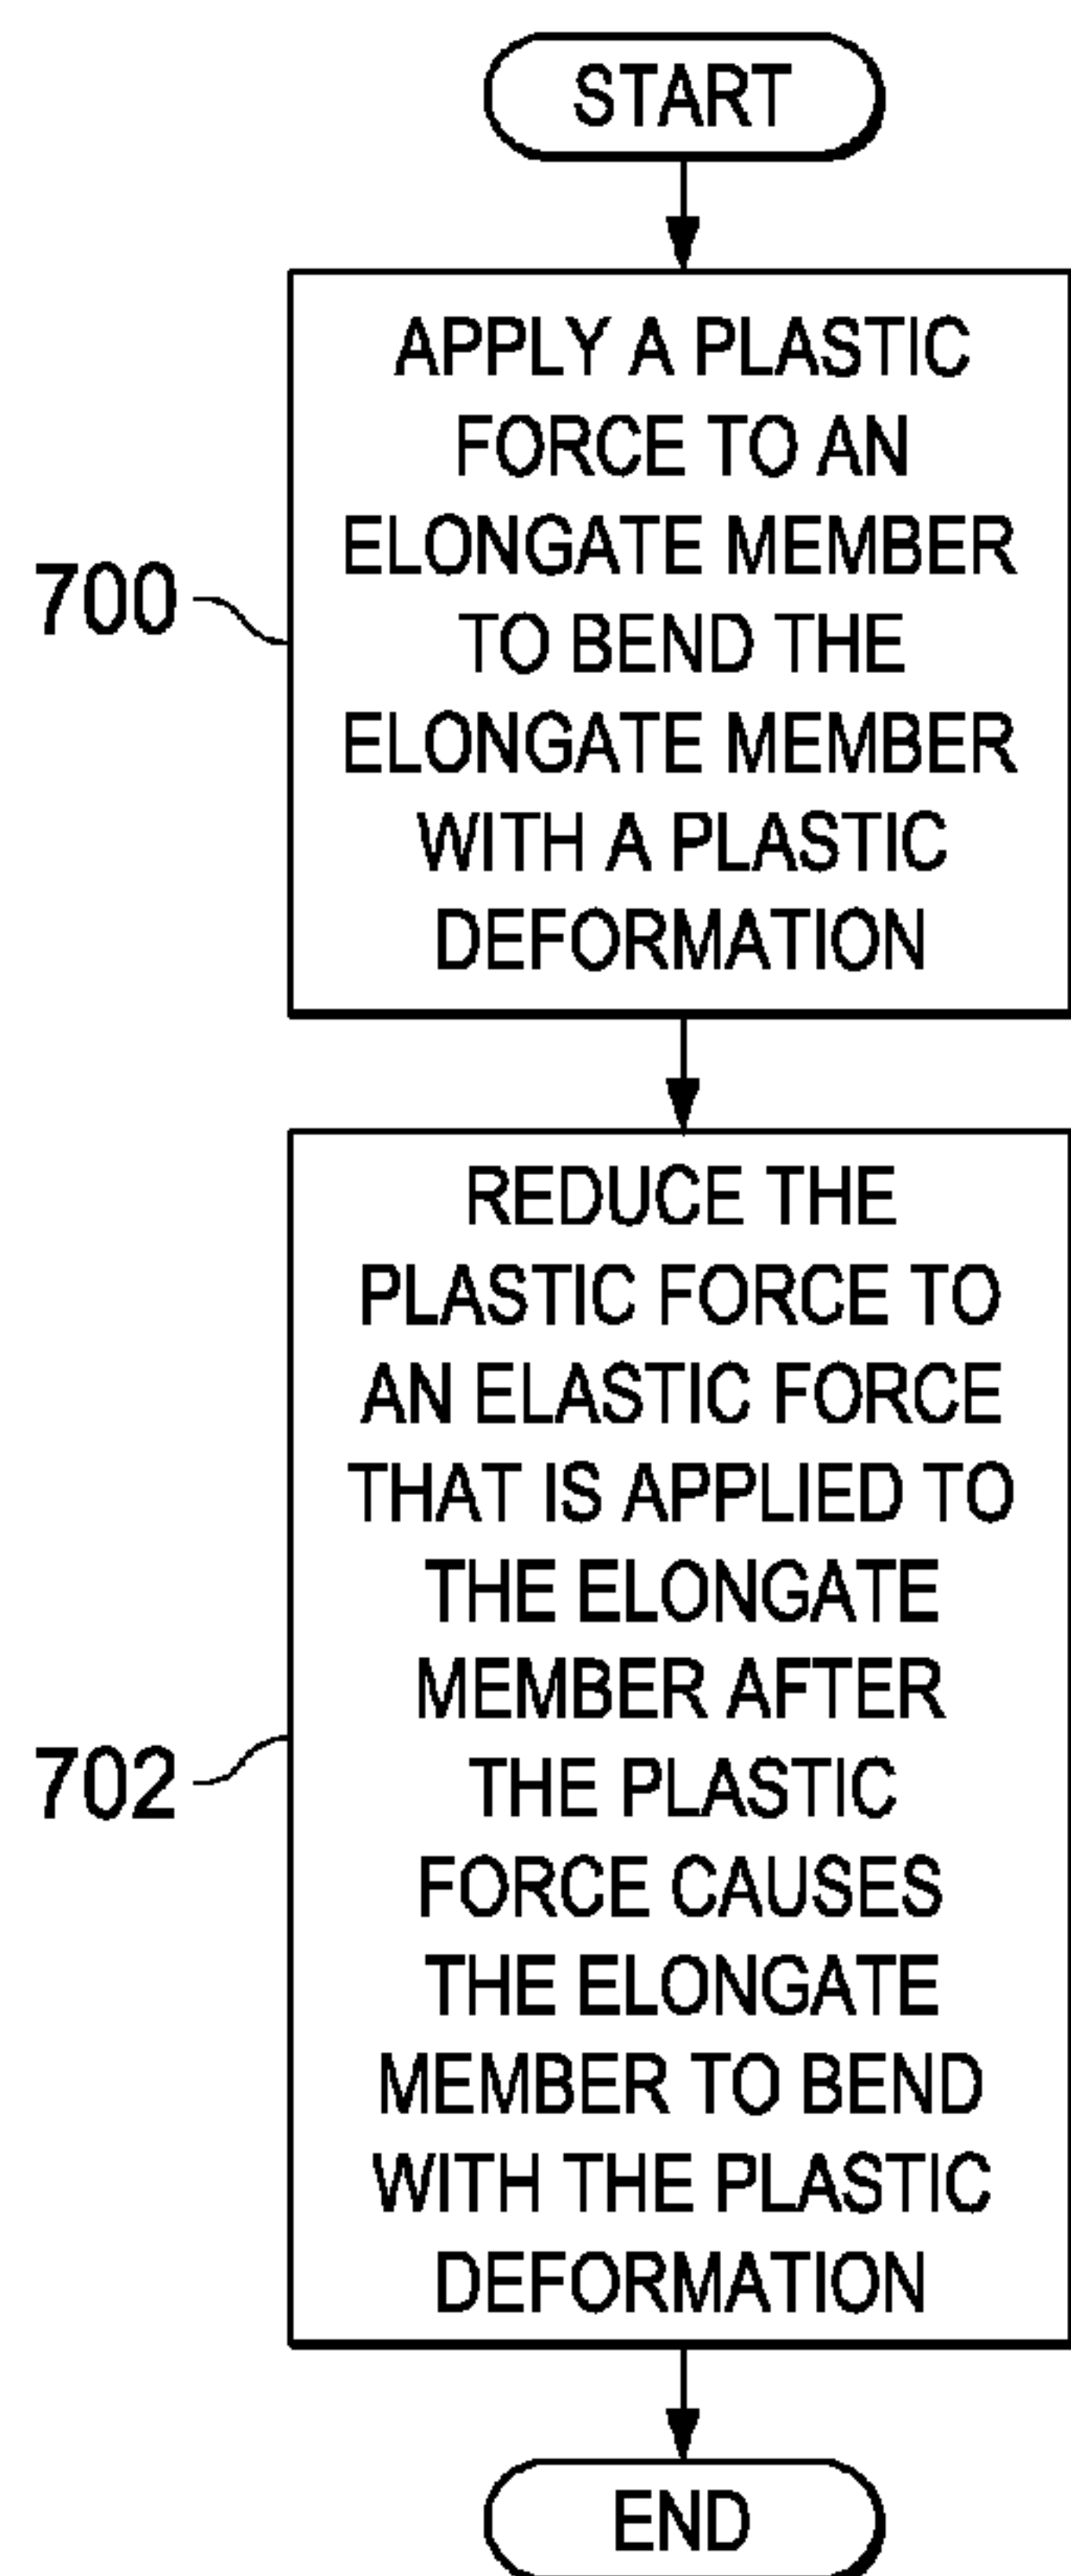 START
APPLY A PLASTIC
FORCE TO AN
ELONGATE MEMBER
TO BEND THE
ELONGATE MEMBER
WITH A PLASTIC
DEFORMATION
700
REDUCE THE
PLASTIC FORCE TO
AN ELASTIC FORCE
THAT IS APPLIED TO
THE ELONGATE
MEMBER AFTER
THE PLASTIC
FORCE CAUSES
THE ELONGATE
MEMBER TO BEND
WITH THE PLASTIC
DEFORMATION
702
END